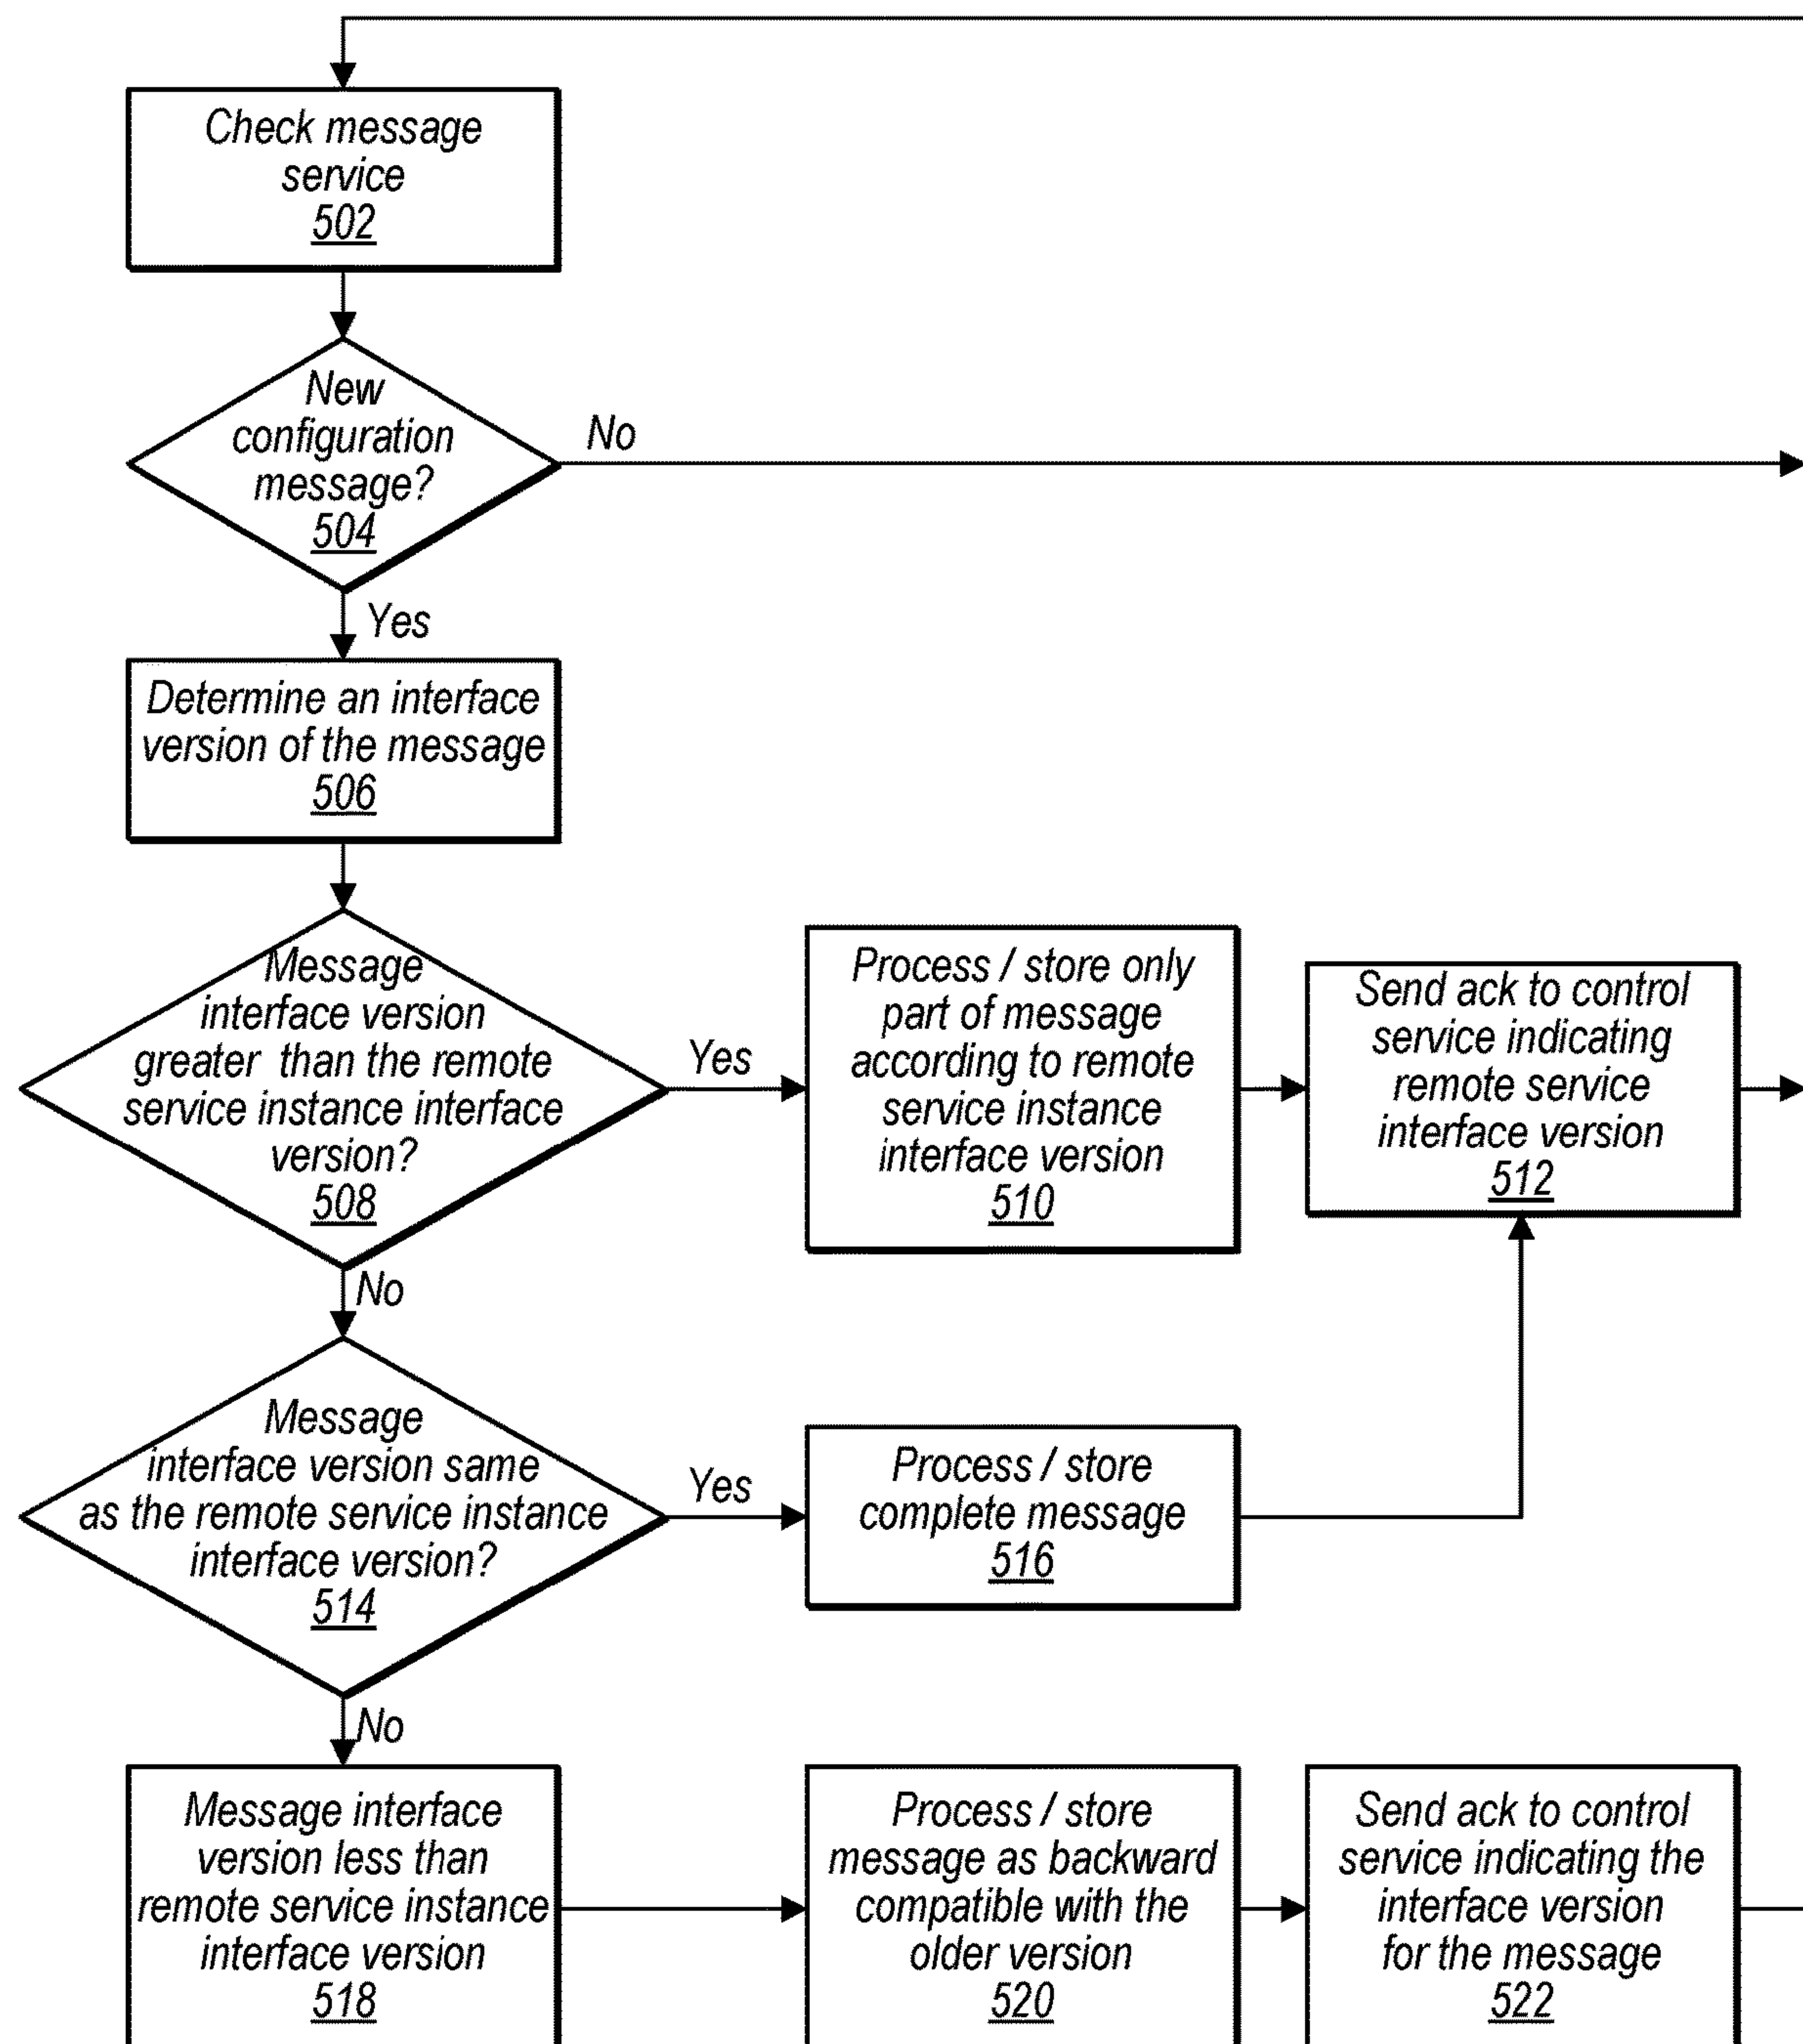 Check message
service
502
New
configuration
message?
504
No
Yes
Determine an interface
version of the message
506
Message
interface version
greater than the remote
service instance interface
version?
508
Yes
Process / store only
part of message
according to remote
service instance
interface version
510
Send ack to control
service indicating
remote service
interface version
512
No
Message
interface version same
as the remote service instance
interface version?
514
Yes
Process / store
complete message
516
No
Message interface
version less than
remote service instance
interface version
518
Process / store
message as backward
compatible with the
older version
520
Send ack to control
service indicating the
interface version
for the message
522